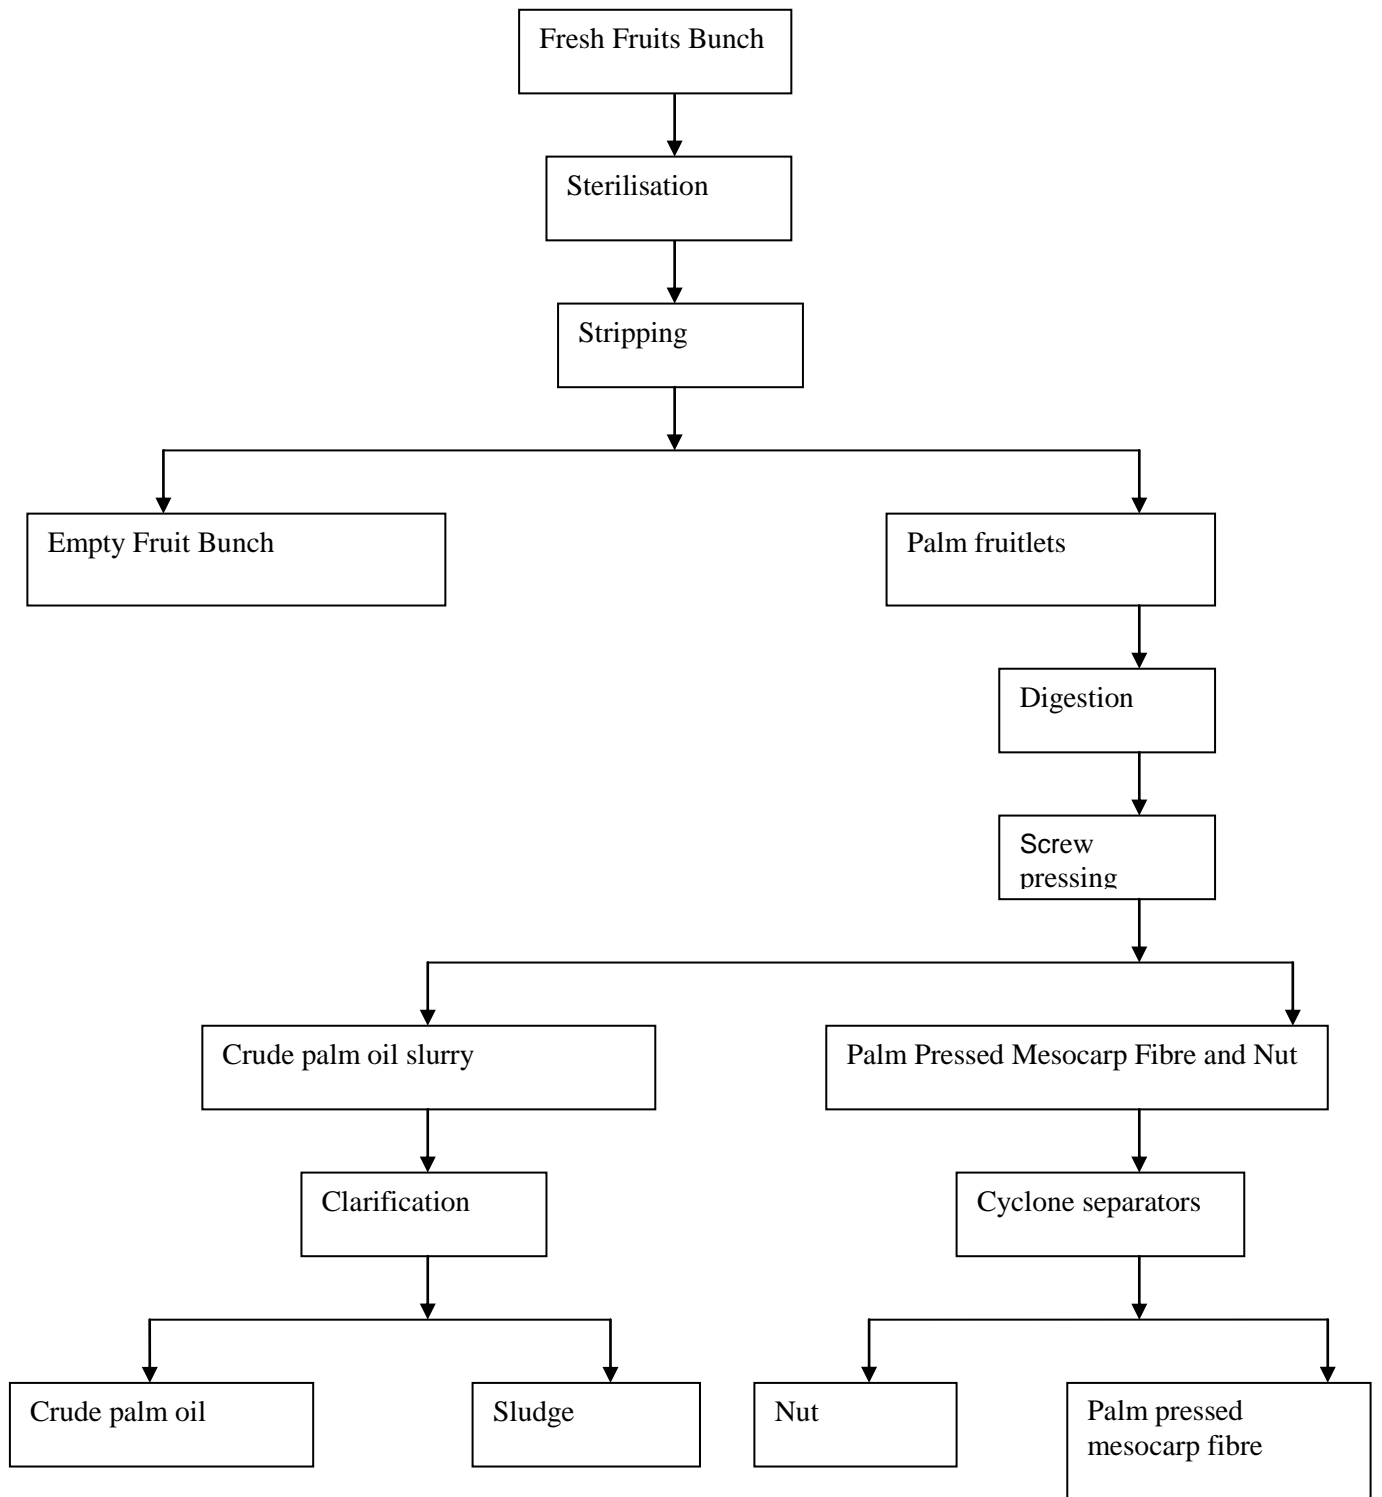 Fresh Fruits Bunch
Sterilisation
Stripping
Empty Fruit Bunch
Palm fruitlets
Digestion
Screw
pressing
Crude palm oil slurry
Palm Pressed Mesocarp Fibre and Nut
Clarification
Cyclone separators
Crude palm oil
Sludge
Nut
Palm pressed
mesocarp fibre